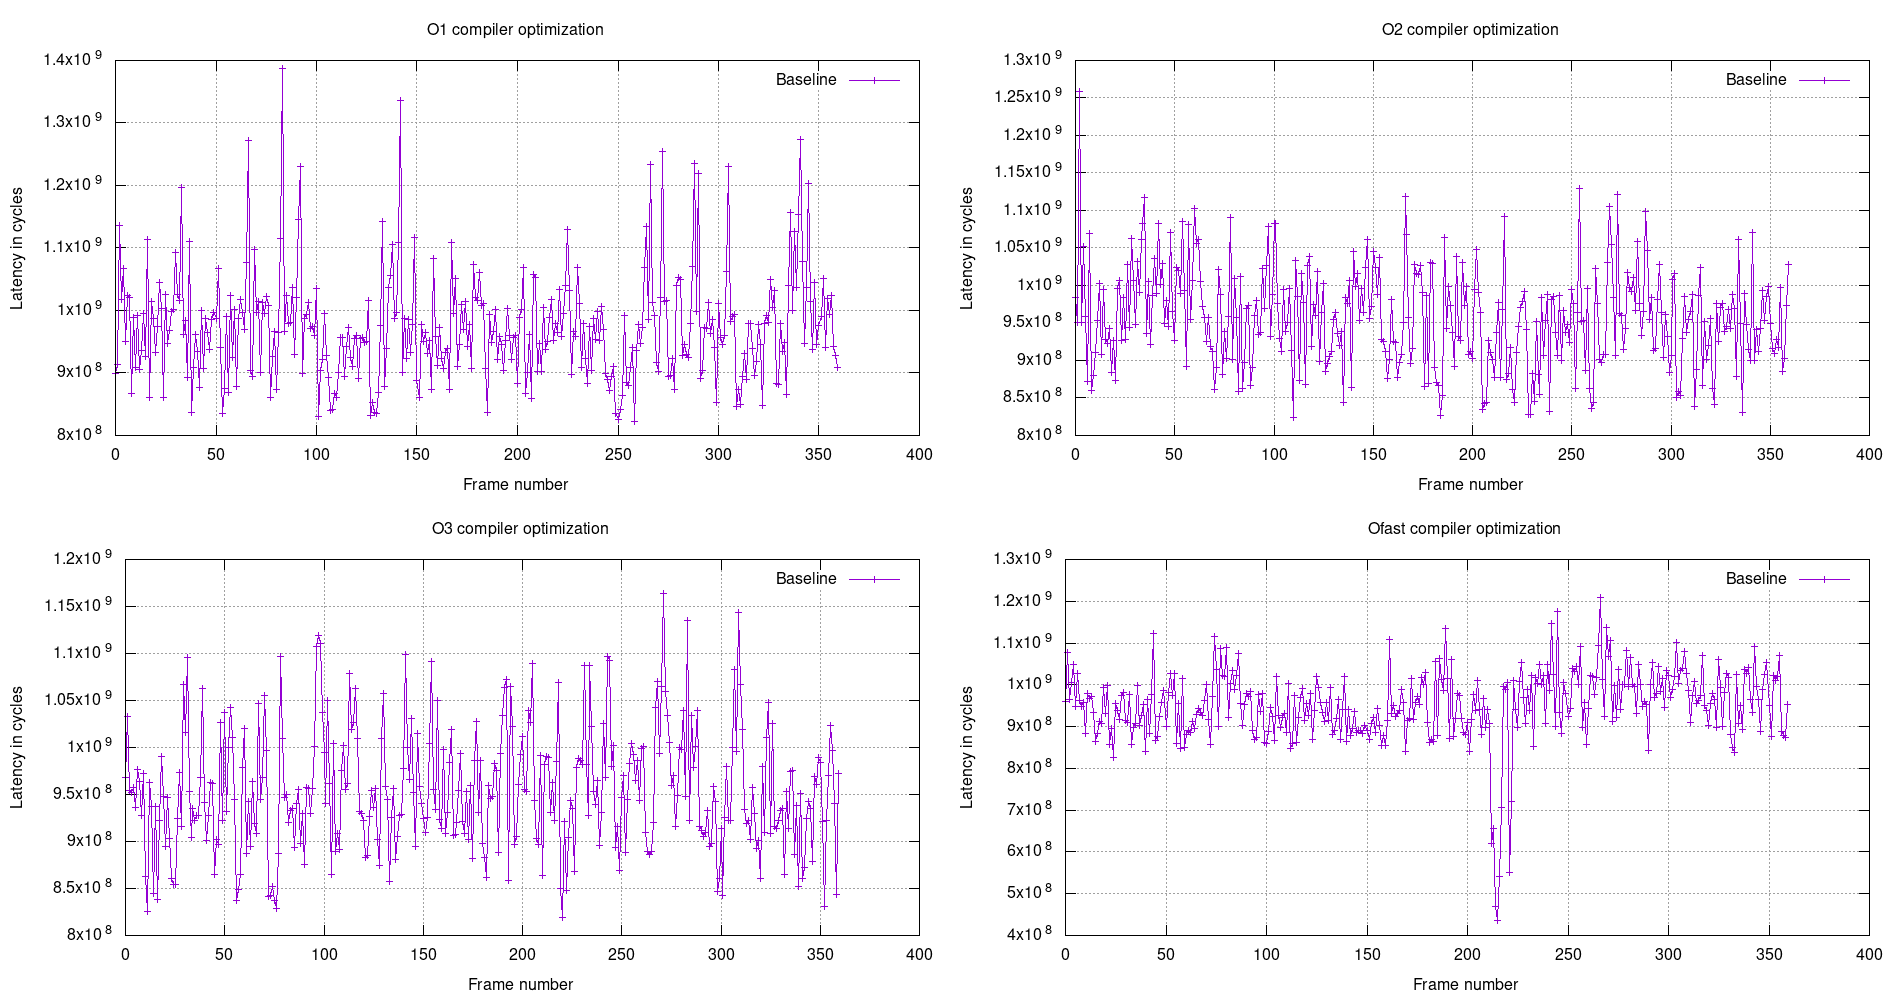 O1 compiler optimization
Baseline
Latency in cycles
1.4x10^9
1.3x10^9
1.2x10^9
1.1x10^9
1x10^9
9x10^8
8x10^8
0 50 100 150 200 250 300 350 400
Frame number
O2 compiler optimization
Baseline
Latency in cycles
1.3x10^9
1.25x10^9
1.2x10^9
1.15x10^9
1.1x10^9
1.05x10^9
1x10^9
9.5x10^8
9x10^8
8.5x10^8
8x10^8
0 50 100 150 200 250 300 350 400
Frame number
O3 compiler optimization
Baseline
Latency in cycles
1.2x10^9
1.15x10^9
1.1x10^9
1.05x10^9
1x10^9
9.5x10^8
9x10^8
8.5x10^8
8x10^8
0 50 100 150 200 250 300 350 400
Frame number
Ofast compiler optimization
Baseline
Latency in cycles
1.3x10^9
1.2x10^9
1.1x10^9
1x10^9
9x10^8
8x10^8
7x10^8
6x10^8
5x10^8
4x10^8
0 50 100 150 200 250 300 350 400
Frame number